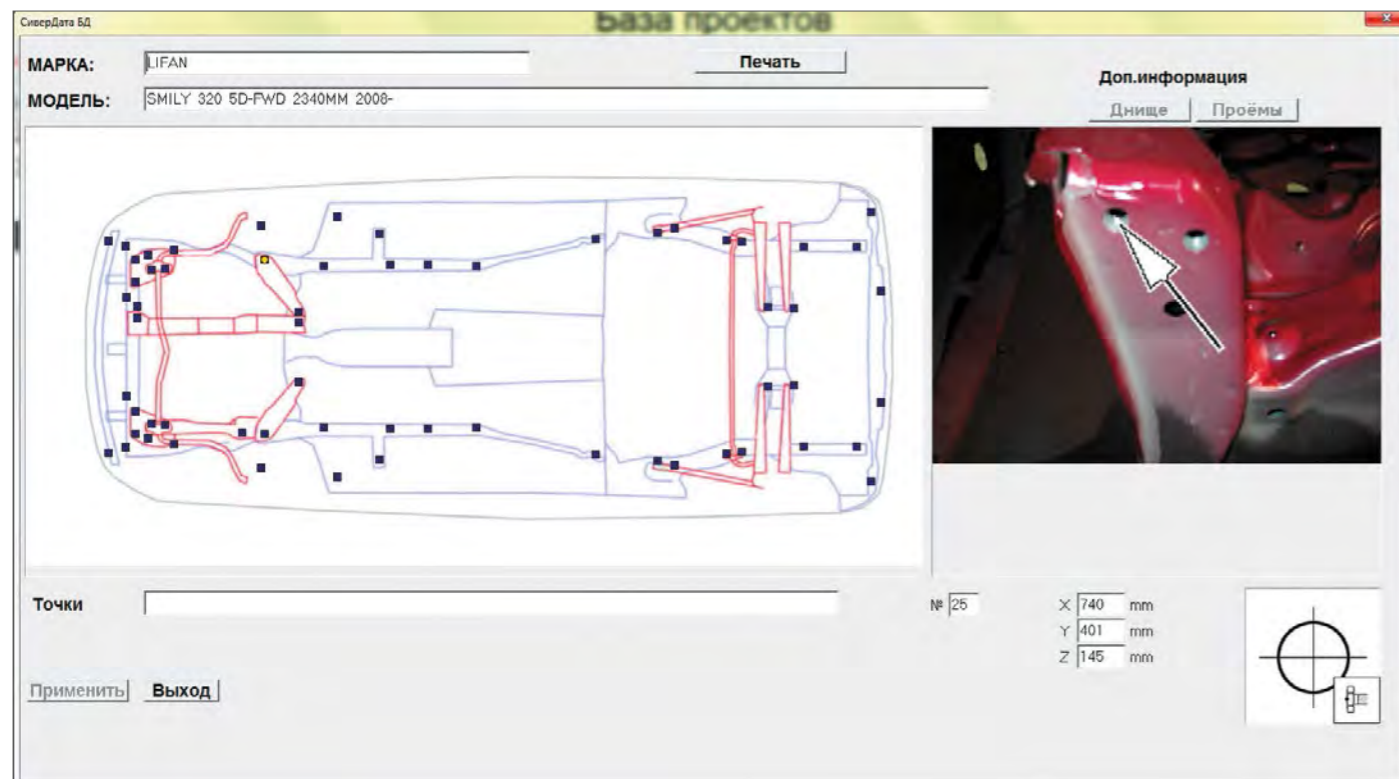 База проектов
СиверДата БД
МАРКА: LIFAN Печать
Доп.информация
МОДЕЛЬ: SMILY 320 5D-FWD 2340MM 2008-
Днище Проёмы
Точки № 25 X 740 mm
Y 401 mm
Z 145 mm
Применить Выход